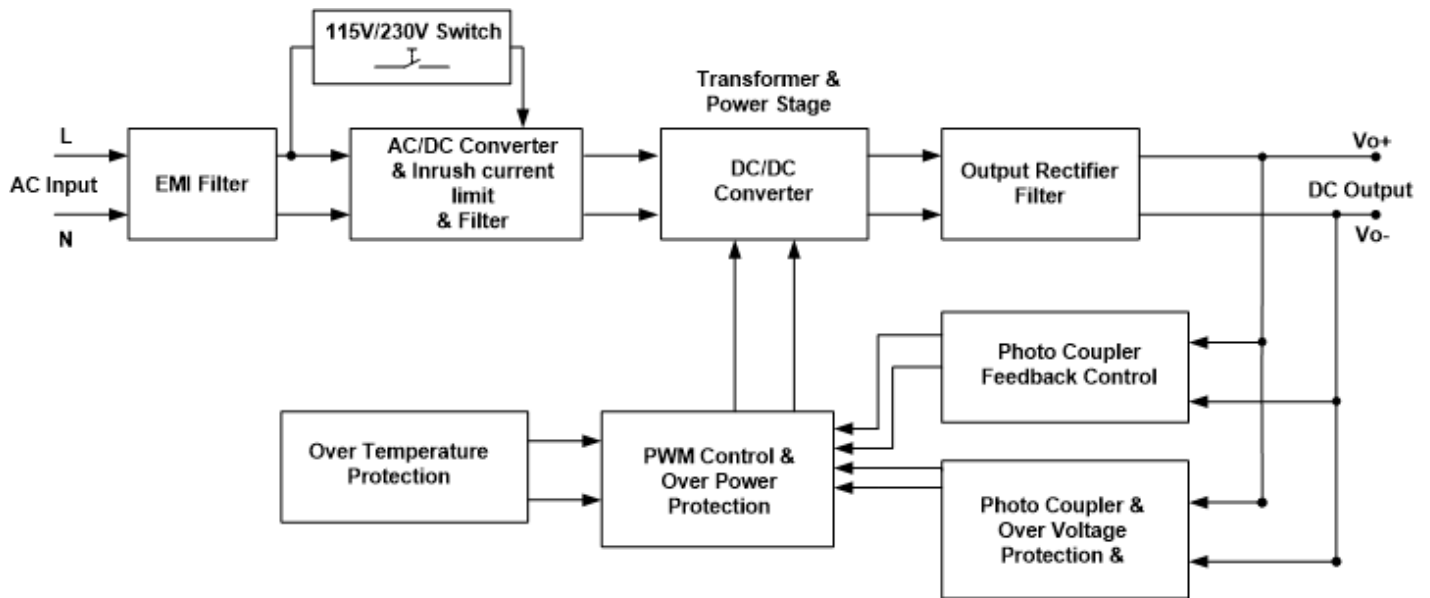 115V/230V Switch
Transformer &
Power Stage
L
AC Input
N
EMI Filter
AC/DC Converter
& Inrush current
limit
& Filter
DC/DC
Converter
Output Rectifier
Filter
Vo+
DC Output
Vo-
Photo Coupler
Feedback Control
Over Temperature
Protection
PWM Control &
Over Power
Protection
Photo Coupler &
Over Voltage
Protection &